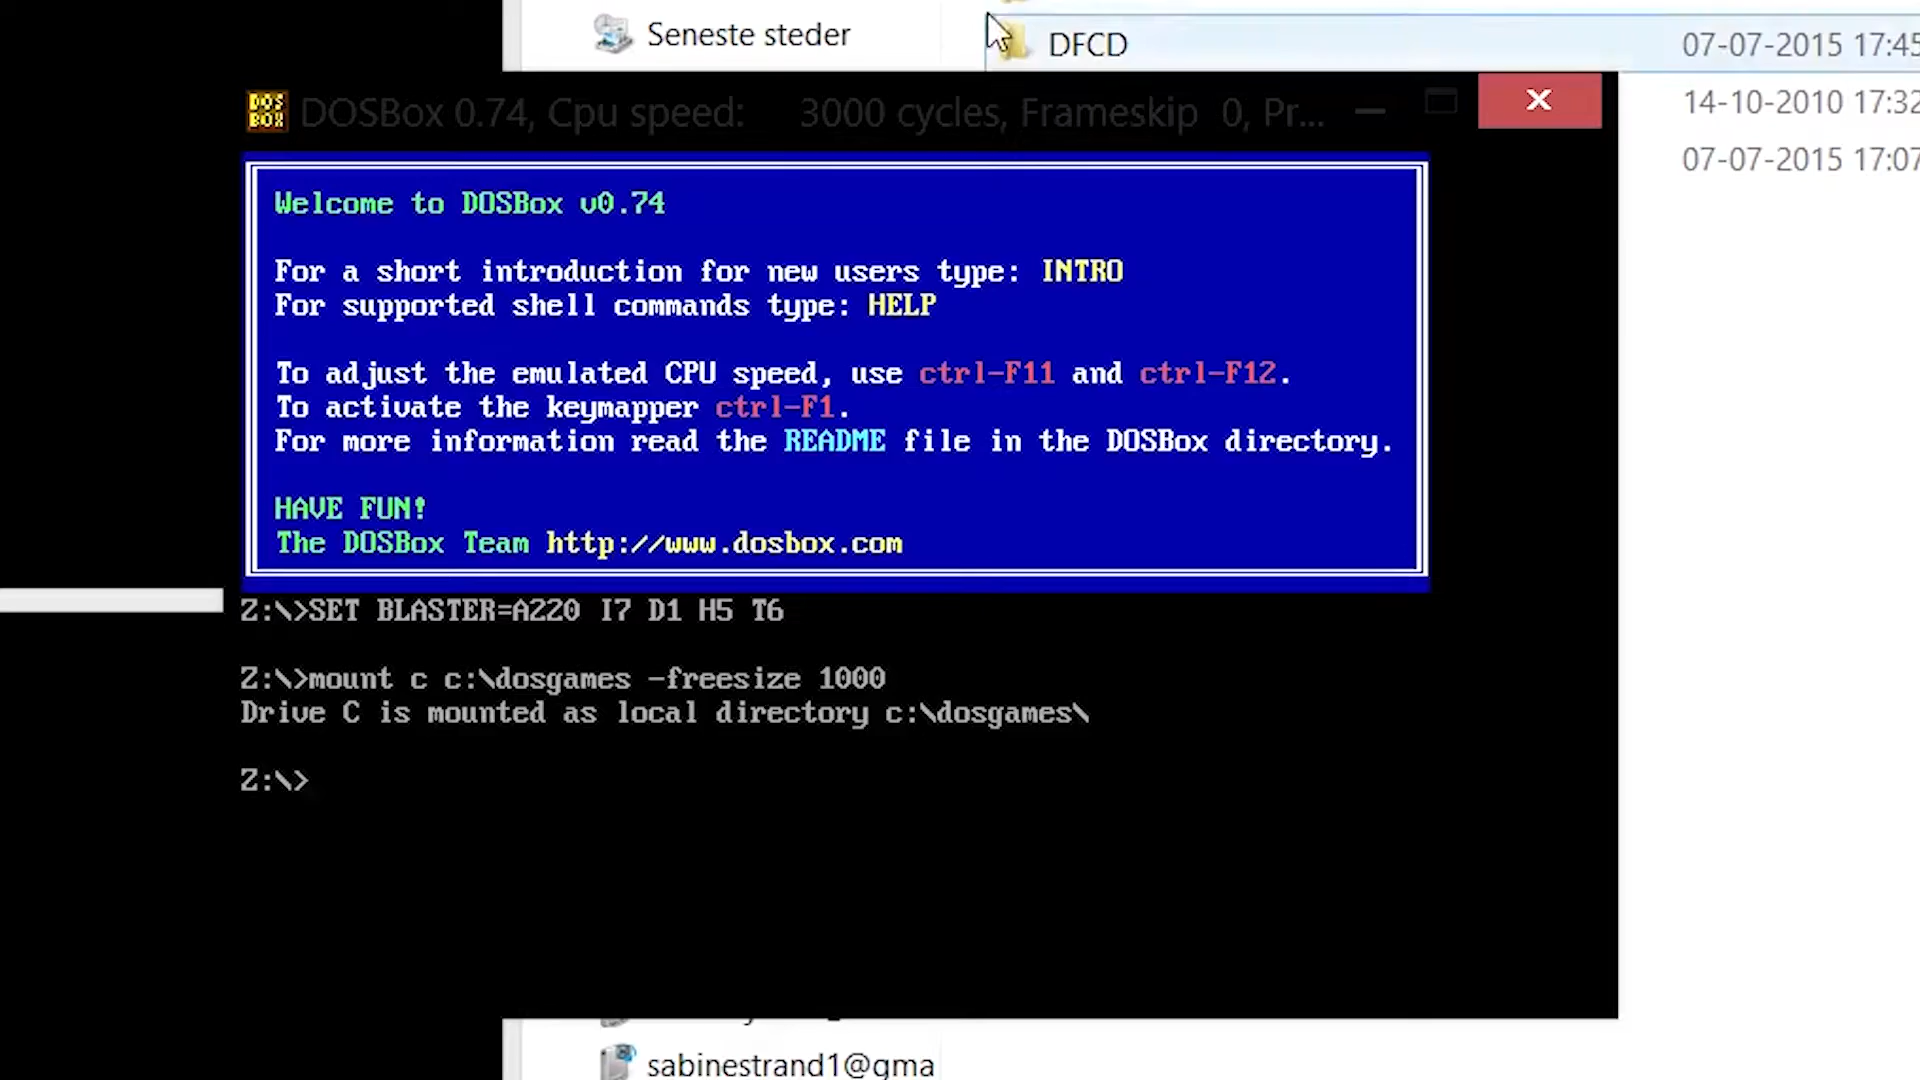 Seneste steder
DFCD
07-07-2015 17:45
14-10-2010 17:32
07-07-2015 17:07
DOS
BOX
DOSBox 0.74, Cpu speed: 3000 cycles, Frameskip 0, Pr...
Welcome to DOSBox v0.74
For a short introduction for new users type: INTRO
For supported shell commands type: HELP
To adjust the emulated CPU speed, use ctrl-F11 and ctrl-F12.
To activate the keymapper ctrl-F1.
For more information read the README file in the DOSBox directory.
HAVE FUN!
The DOSBox Team http://www.dosbox.com
Z:\>SET BLASTER=A220 I7 D1 H5 T6
Z:\>mount c c:\dosgames -freesize 1000
Drive C is mounted as local directory c:\dosgames\
Z:\>
sabinestrand1@gma